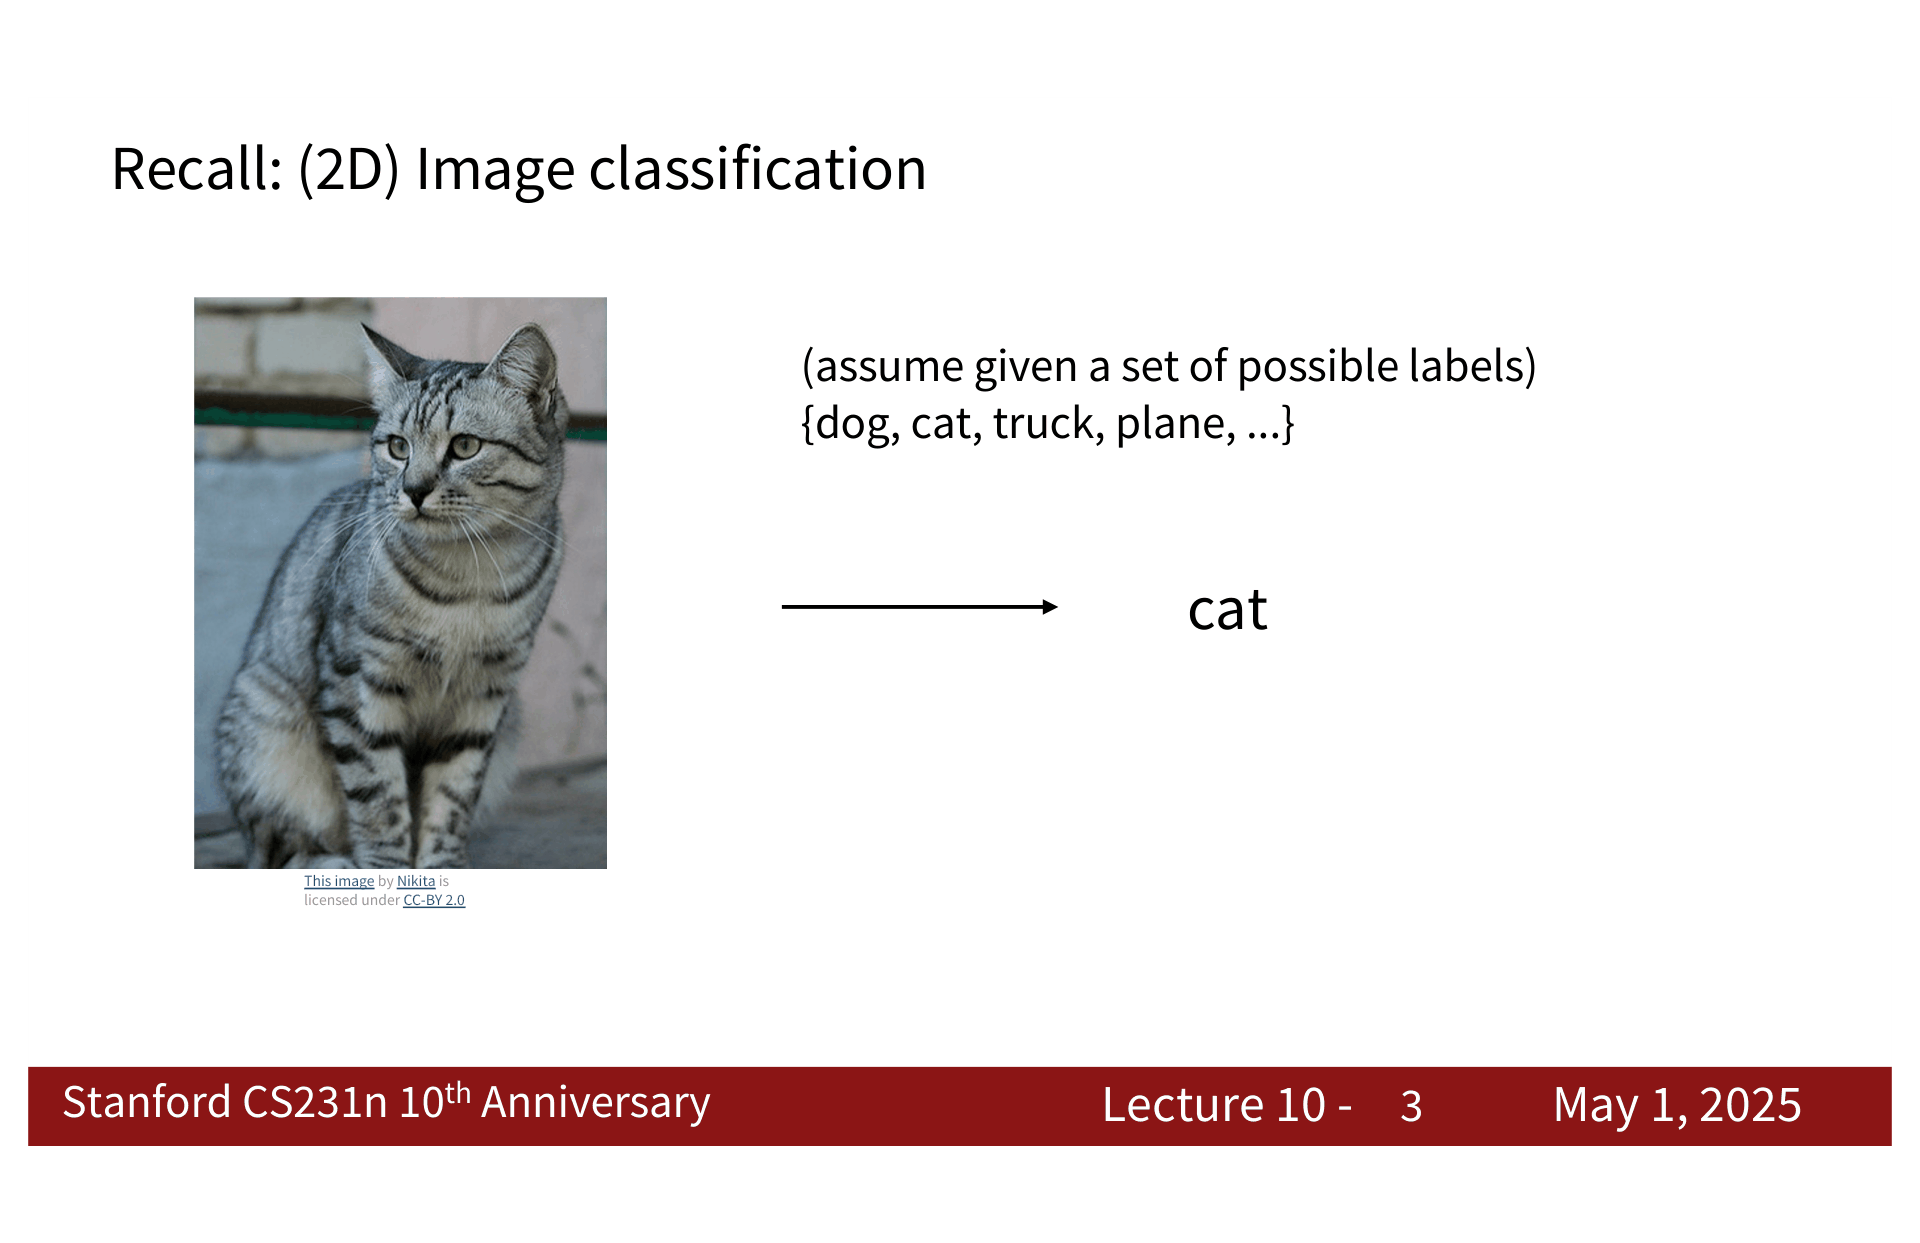 Recall: (2D) Image classification
(assume given a set of possible labels)
{dog, cat, truck, plane, ...}
cat
This image by Nikita is
licensed under CC-BY 2.0
Stanford CS231n 10th Anniversary
Lecture 10 - 3
May 1, 2025